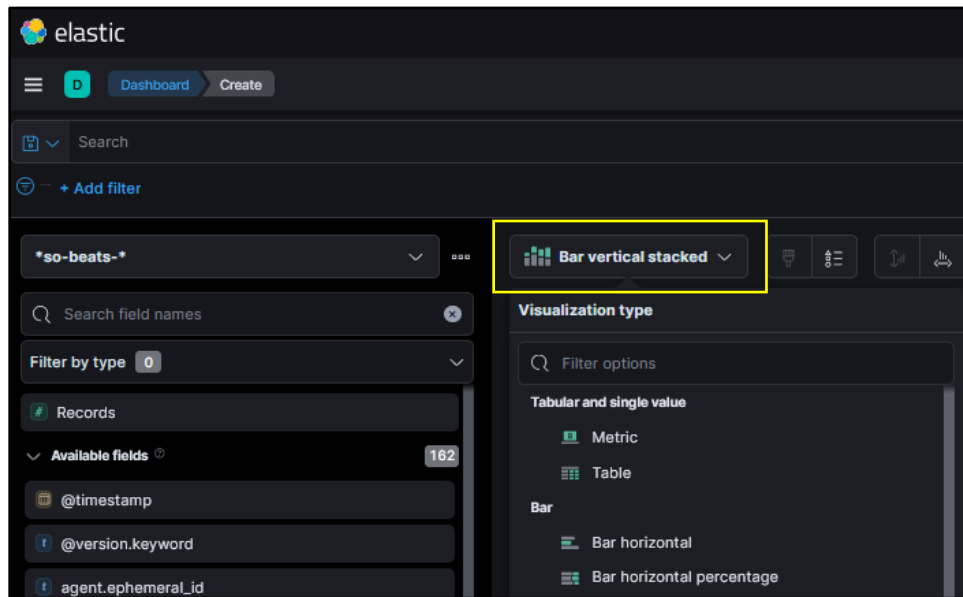 elastic
D Dashboard Create
Search
+ Add filter
*so-beats-*
Search field names
Filter by type 0
# Records
Available fields 162
@timestamp
t @version.keyword
t agent.ephemeral_id
Bar vertical stacked
Visualization type
Filter options
Tabular and single value
Metric
Table
Bar
Bar horizontal
Bar horizontal percentage